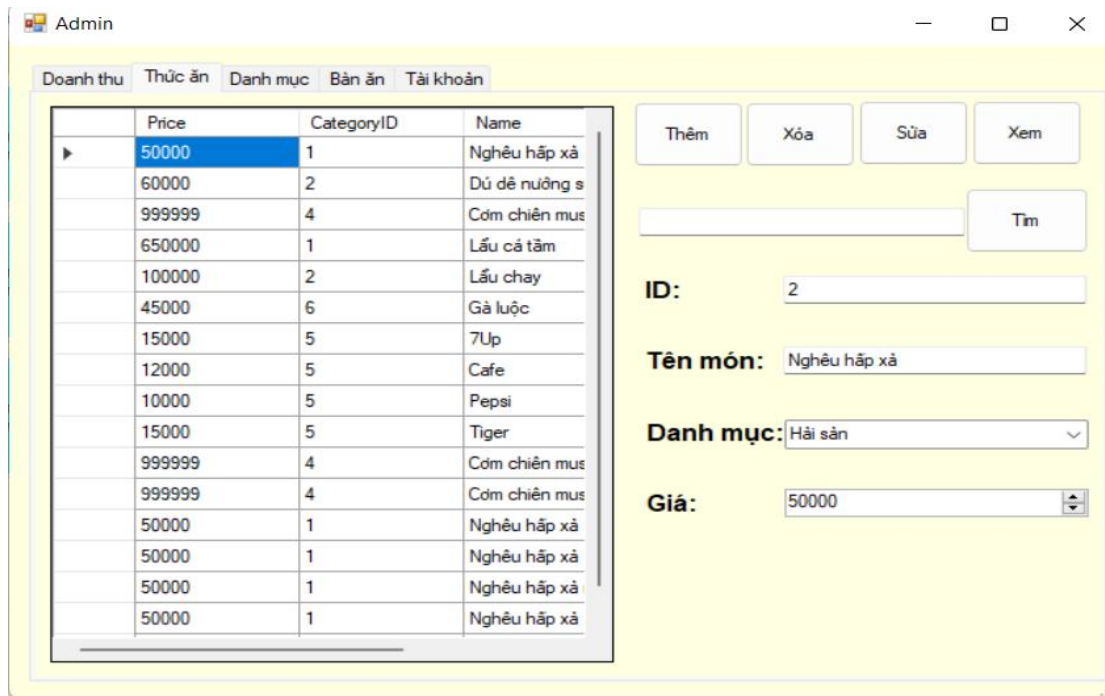 Admin
Doanh thu Thức ăn Danh mục Bàn ăn Tài khoản
Price CategoryID Name
50000 1 Nghêu hấp xả
60000 2 Dú dê nướng s
999999 4 Cơm chiên mus
650000 1 Lẩu cá tầm
100000 2 Lẩu chay
45000 6 Gà luộc
15000 5 7Up
12000 5 Cafe
10000 5 Pepsi
15000 5 Tiger
999999 4 Cơm chiên mus
999999 4 Cơm chiên mus
50000 1 Nghêu hấp xả
50000 1 Nghêu hấp xả
50000 1 Nghêu hấp xả
50000 1 Nghêu hấp xả
Thêm Xóa Sửa Xem
Tìm
ID: 2
Tên món: Nghêu hấp xả
Danh mục: Hải sản
Giá: 50000